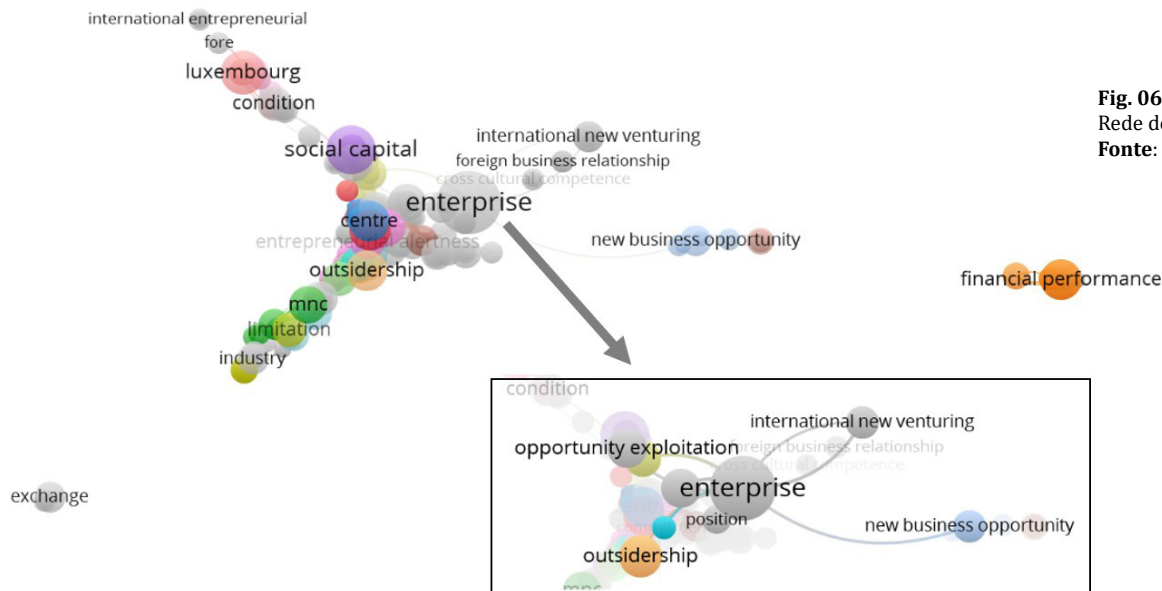 international entrepreneurial
fore
luxembourg
condition
social capital
international new venturing
foreign business relationship
cross cultural competence
enterprise
centre
entrepreneurial alertness
outsidership
new business opportunity
mnc
limitation
industry
financial performance
exchange
Fig. 06
Rede de
Fonte:
condition
opportunity exploitation
international new venturing
foreign business relationship
cross cultural competence
enterprise
position
new business opportunity
outsidership
mnc